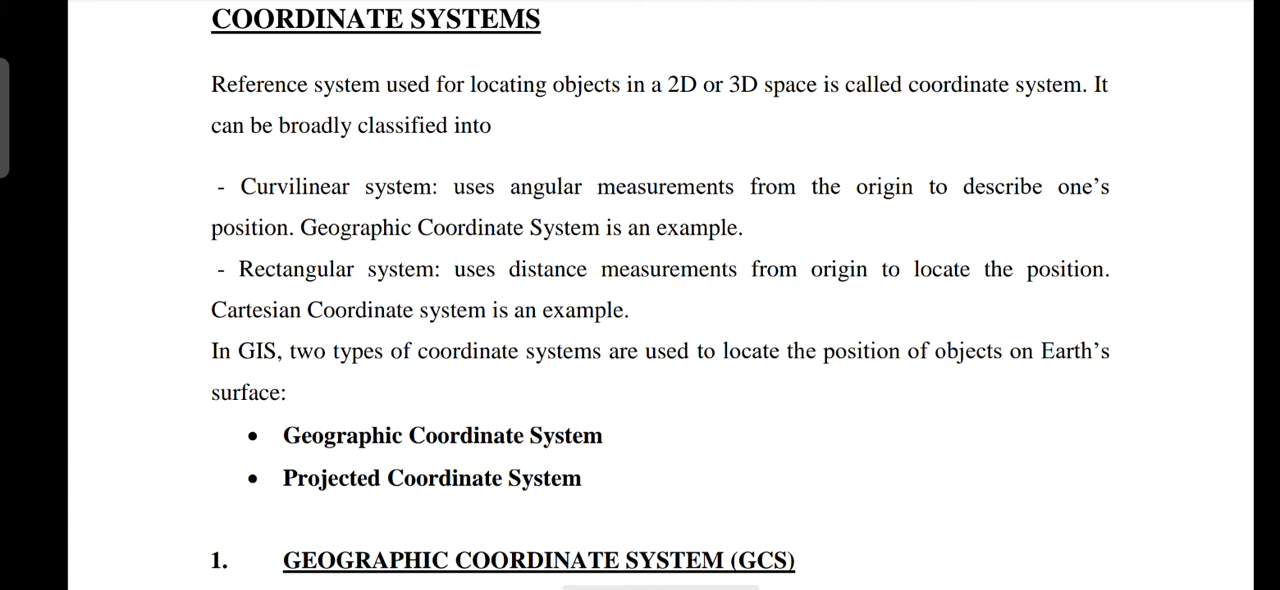 COORDINATE SYSTEMS
Reference system used for locating objects in a 2D or 3D space is called coordinate system. It
can be broadly classified into
- Curvilinear system: uses angular measurements from the origin to describe one’s
position. Geographic Coordinate System is an example.
- Rectangular system: uses distance measurements from origin to locate the position.
Cartesian Coordinate system is an example.
In GIS, two types of coordinate systems are used to locate the position of objects on Earth’s
surface:
• Geographic Coordinate System
• Projected Coordinate System
1. GEOGRAPHIC COORDINATE SYSTEM (GCS)